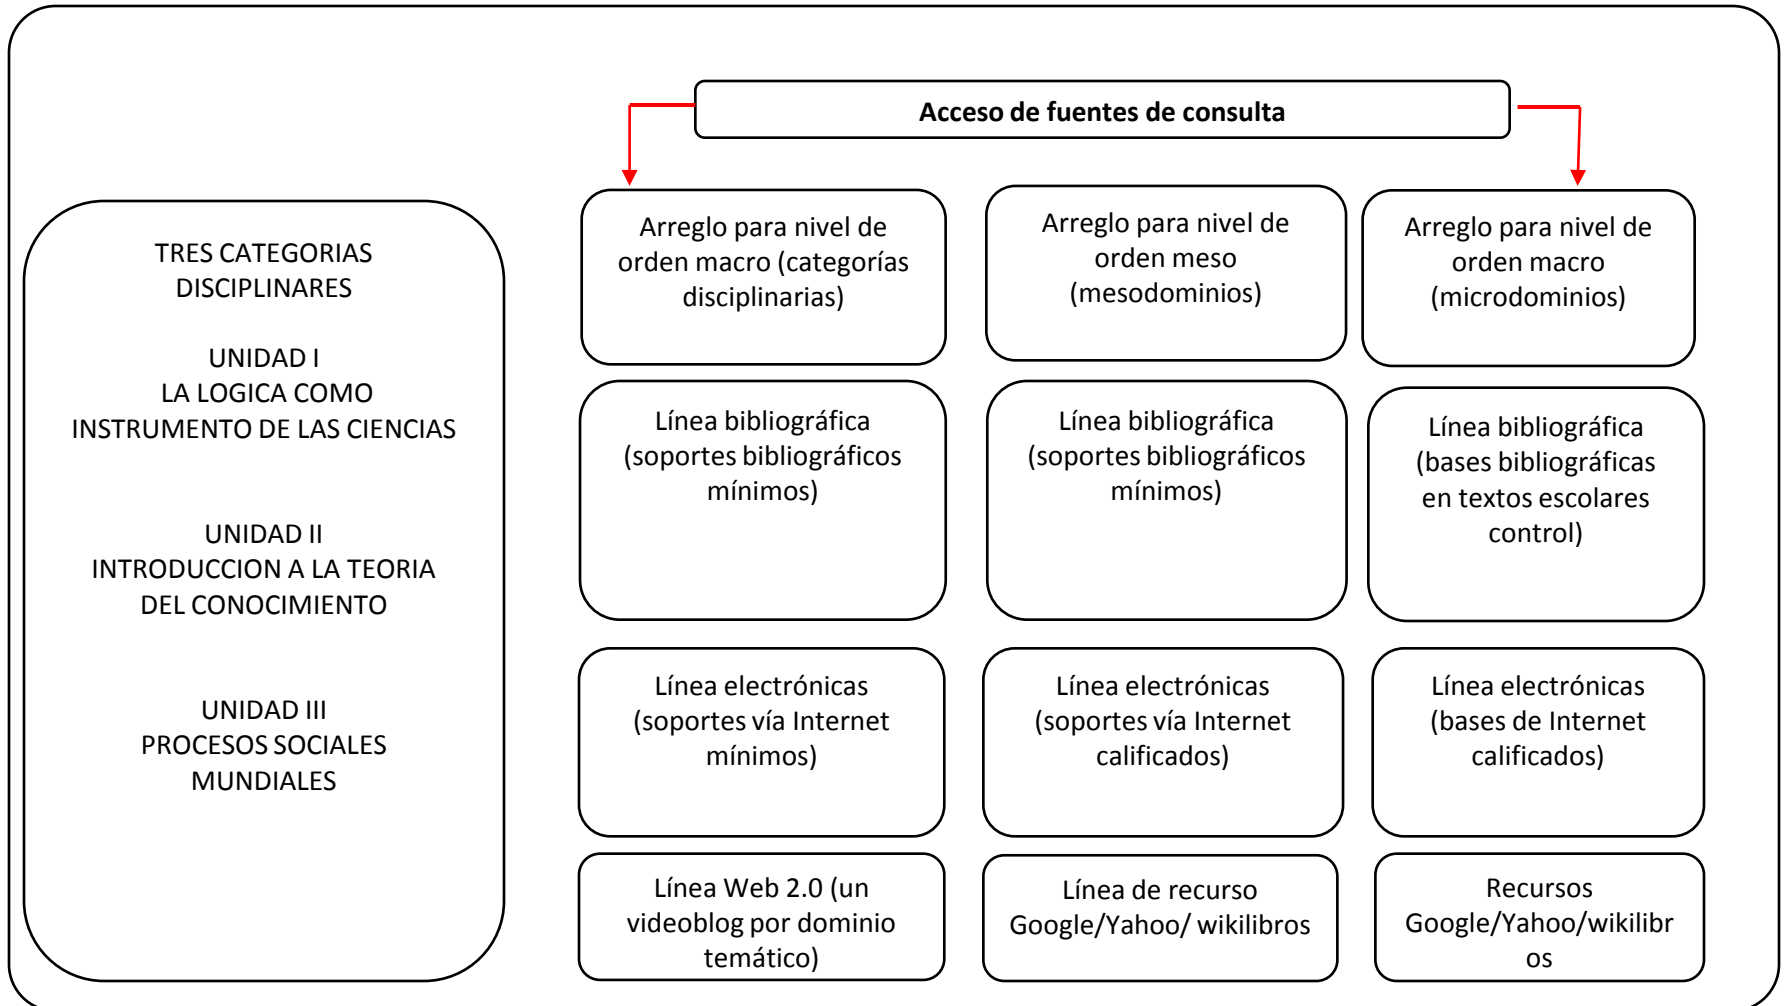 Acceso de fuentes de consulta
TRES CATEGORIAS
DISCIPLINARES
UNIDAD I
LA LOGICA COMO
INSTRUMENTO DE LAS CIENCIAS
UNIDAD II
INTRODUCCION A LA TEORIA
DEL CONOCIMIENTO
UNIDAD III
PROCESOS SOCIALES
MUNDIALES
Arreglo para nivel de
orden macro (categorías
disciplinarias)
Arreglo para nivel de
orden meso
(mesodominios)
Arreglo para nivel de
orden macro
(microdominios)
Línea bibliográfica
(soportes bibliográficos
mínimos)
Línea bibliográfica
(soportes bibliográficos
mínimos)
Línea bibliográfica
(bases bibliográficas
en textos escolares
control)
Línea electrónicas
(soportes vía Internet
mínimos)
Línea electrónicas
(soportes vía Internet
calificados)
Línea electrónicas
(bases de Internet
calificados)
Línea Web 2.0 (un
videoblog por dominio
temático)
Línea de recurso
Google/Yahoo/ wikilibros
Recursos
Google/Yahoo/wikilibr
os